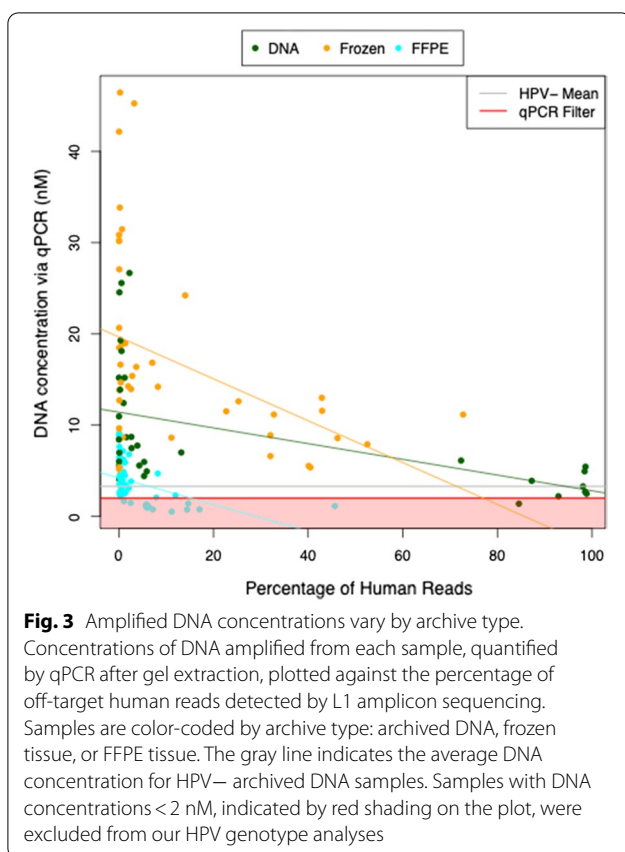 DNA Frozen FFPE
HPV− Mean
qPCR Filter
DNA concentration via qPCR (nM)
40
30
20
10
0
0 20 40 60 80 100
Percentage of Human Reads
Fig. 3 Amplified DNA concentrations vary by archive type.
Concentrations of DNA amplified from each sample, quantified
by qPCR after gel extraction, plotted against the percentage of
off-target human reads detected by L1 amplicon sequencing.
Samples are color-coded by archive type: archived DNA, frozen
tissue, or FFPE tissue. The gray line indicates the average DNA
concentration for HPV− archived DNA samples. Samples with DNA
concentrations < 2 nM, indicated by red shading on the plot, were
excluded from our HPV genotype analyses